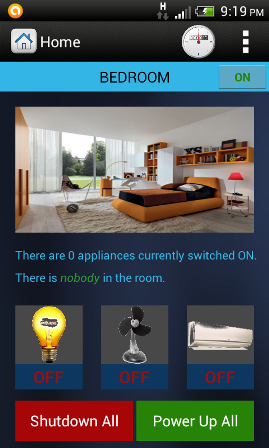 H
9:19 PM
Home
BEDROOM
ON
There are 0 appliances currently switched ON.
There is nobody in the room.
OFF OFF OFF
Shutdown All Power Up All